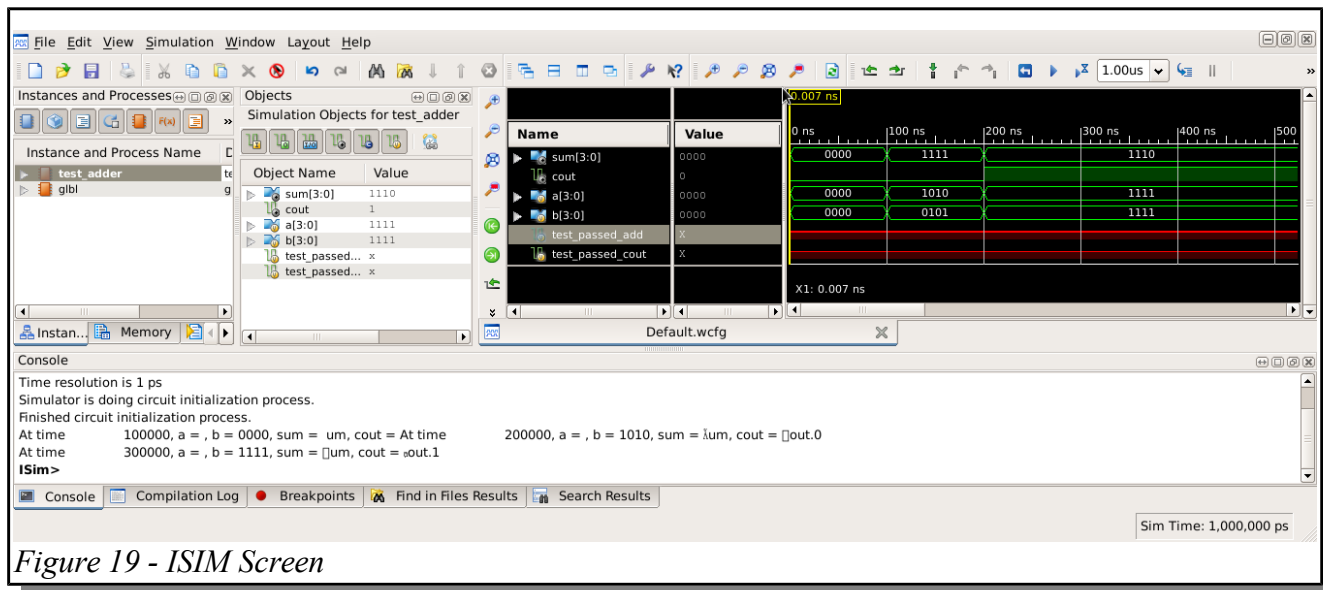 File Edit View Simulation Window Layout Help
1.00us
»
Instances and Processes
F(x)
»
Instance and Process Name D
test_adder te
glbl g
Instan... Memory
Objects
Simulation Objects for test_adder
Object Name Value
sum[3:0] 1110
cout 1
a[3:0] 1111
b[3:0] 1111
test_passed... x
test_passed... x
Name Value
sum[3:0] 0000
cout 0
a[3:0] 0000
b[3:0] 0000
test_passed_add X
test_passed_cout X
0.007 ns
0 ns 100 ns 200 ns 300 ns 400 ns 500
0000 1111 1110
0000 1010 1111
0000 0101 1111
X1: 0.007 ns
Default.wcfg
Console
Time resolution is 1 ps
Simulator is doing circuit initialization process.
Finished circuit initialization process.
At time 100000, a = , b = 0000, sum = um, cout = At time 200000, a = , b = 1010, sum = um, cout = out.0
At time 300000, a = , b = 1111, sum = um, cout = out.1
ISim>
Console Compilation Log Breakpoints Find in Files Results Search Results
Sim Time: 1,000,000 ps
Figure 19 - ISIM Screen